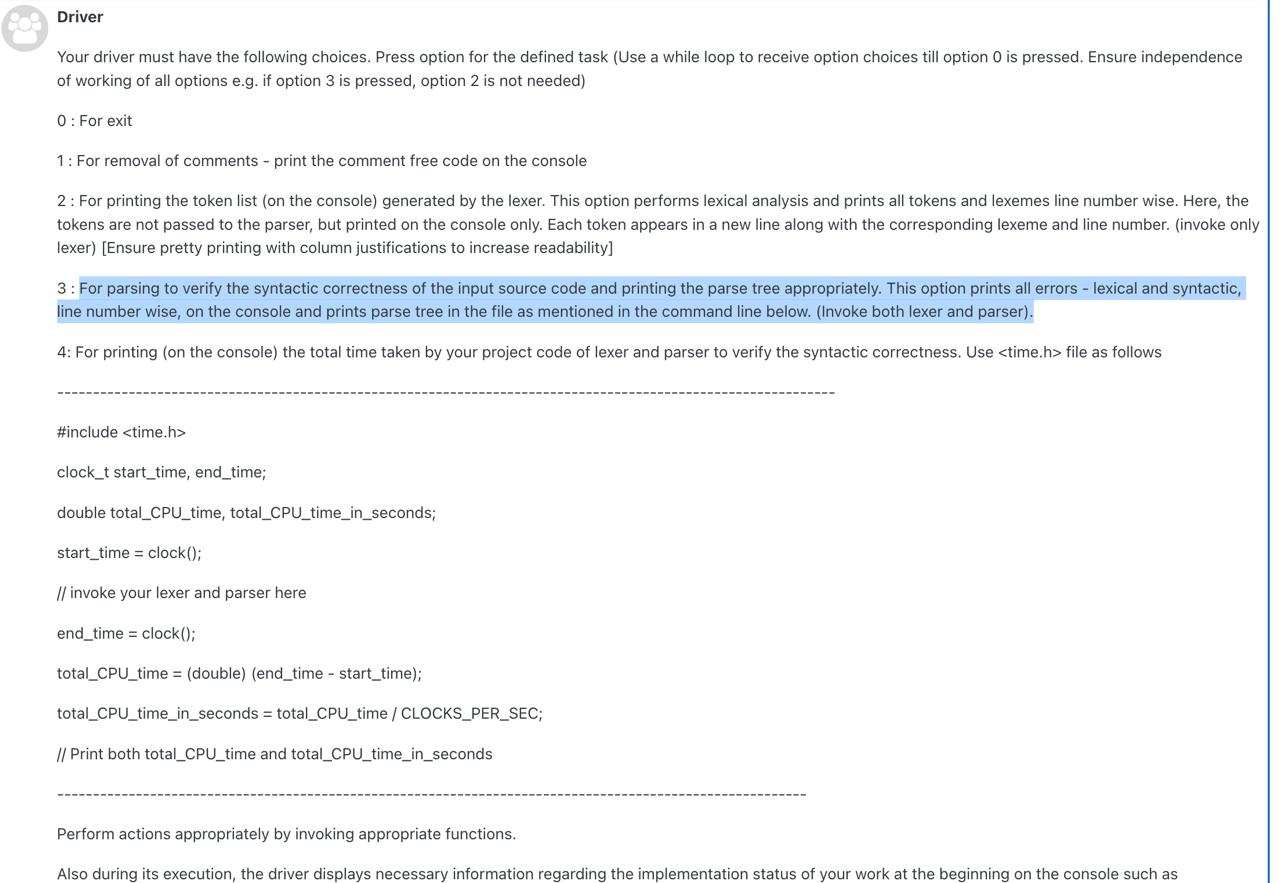 Driver
Your driver must have the following choices. Press option for the defined task (Use a while loop to receive option choices till option 0 is pressed. Ensure independence
of working of all options e.g. if option 3 is pressed, option 2 is not needed)
0 : For exit
1 : For removal of comments - print the comment free code on the console
2 : For printing the token list (on the console) generated by the lexer. This option performs lexical analysis and prints all tokens and lexemes line number wise. Here, the
tokens are not passed to the parser, but printed on the console only. Each token appears in a new line along with the corresponding lexeme and line number. (invoke only
lexer) [Ensure pretty printing with column justifications to increase readability]
3 : For parsing to verify the syntactic correctness of the input source code and printing the parse tree appropriately. This option prints all errors - lexical and syntactic,
line number wise, on the console and prints parse tree in the file as mentioned in the command line below. (Invoke both lexer and parser).
4: For printing (on the console) the total time taken by your project code of lexer and parser to verify the syntactic correctness. Use <time.h> file as follows
-------------------------------------------------------------------------------------------------------------
#include <time.h>
clock_t start_time, end_time;
double total_CPU_time, total_CPU_time_in_seconds;
start_time = clock();
// invoke your lexer and parser here
end_time = clock();
total_CPU_time = (double) (end_time - start_time);
total_CPU_time_in_seconds = total_CPU_time / CLOCKS_PER_SEC;
// Print both total_CPU_time and total_CPU_time_in_seconds
---------------------------------------------------------------------------------------------------------
Perform actions appropriately by invoking appropriate functions.
Also during its execution, the driver displays necessary information regarding the implementation status of your work at the beginning on the console such as